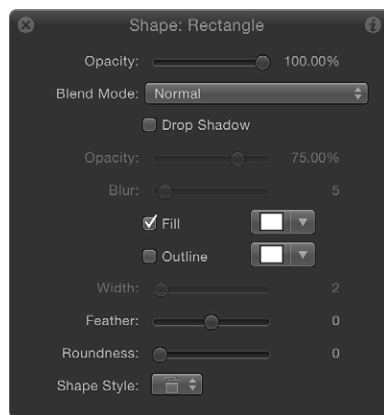 Shape: Rectangle
Opacity: 100.00%
Blend Mode: Normal
Drop Shadow
Opacity: 75.00%
Blur: 5
Fill
Outline
Width: 2
Feather: 0
Roundness: 0
Shape Style: